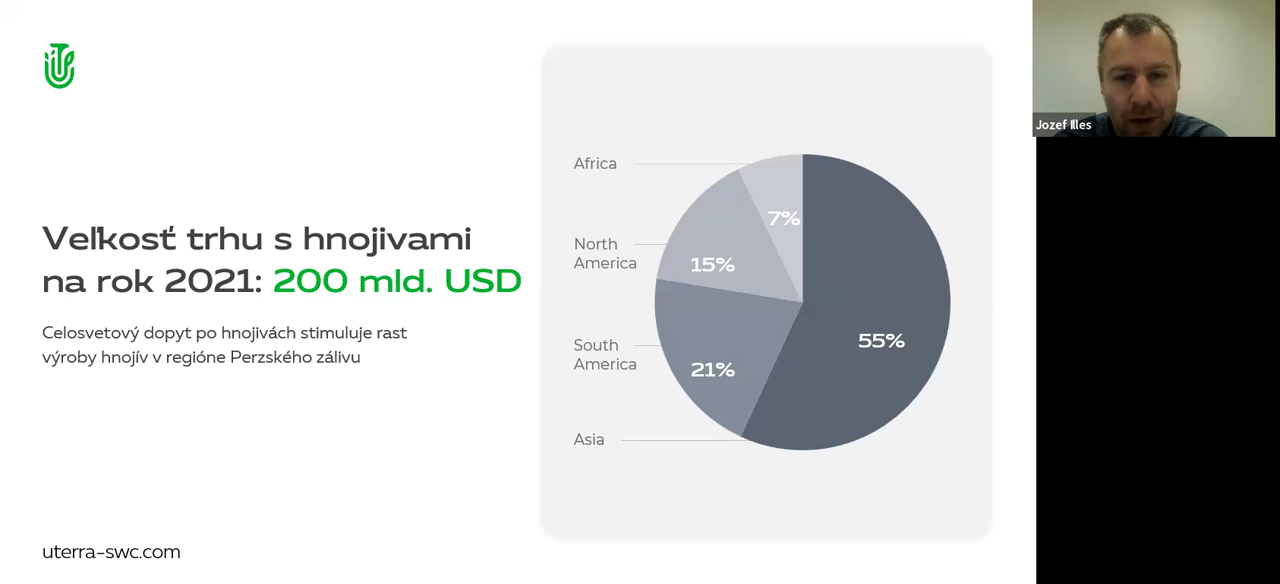 Veľkosť trhu s hnojivami
na rok 2021: 200 mld. USD
Celosvetový dopyt po hnojivách stimuluje rast
výroby hnojív v regióne Perzského zálivu
uterra-swc.com
Africa
7%
North
America
15%
South
America
21%
Asia
55%
Jozef Illes